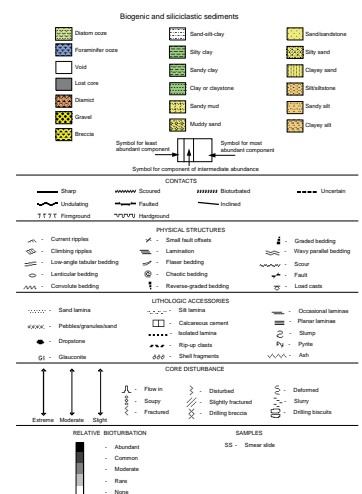 Biogenic and siliciclastic sediments
Diatom ooze
Foraminifer ooze
Void
Lost core
Diamict
Gravel
Breccia
Sand-silt-clay
Silty clay
Sandy clay
Clay or claystone
Sandy mud
Muddy sand
Sand/sandstone
Silty sand
Clayey sand
Silt/siltstone
Sandy silt
Clayey silt
Symbol for least
abundant component
Symbol for most
abundant component
Symbol for component of intermediate abundance
CONTACTS
Sharp
Scoured
Bioturbated
Uncertain
Undulating
Faulted
Inclined
Firmground
Hardground
PHYSICAL STRUCTURES
- Current ripples
- Small fault offsets
- Graded bedding
- Climbing ripples
- Lamination
- Wavy parallel bedding
- Low-angle tabular bedding
- Flaser bedding
- Scour
- Lenticular bedding
- Chaotic bedding
- Fault
- Convolute bedding
- Reverse-graded bedding
- Load casts
LITHOLOGIC ACCESSORIES
- Sand lamina
- Silt lamina
- Occasional laminas
- Pebbles/granules/sand
- Calcareous cement
- Planar laminas
- Isolated lamina
- Slump
- Dropstone
- Rip-up clasts
Py - Pyrite
Gl - Glauconite
- Shell fragments
- Ash
CORE DISTURBANCE
- Flow in
- Disturbed
- Deformed
- Soupy
- Slightly fractured
- Slurry
- Fractured
- Drilling breccia
- Drilling biscuits
Extreme Moderate Slight
RELATIVE BIOTURBATION
SAMPLES
- Abundant
SS - Smear slide
- Common
- Moderate
- Rare
- None